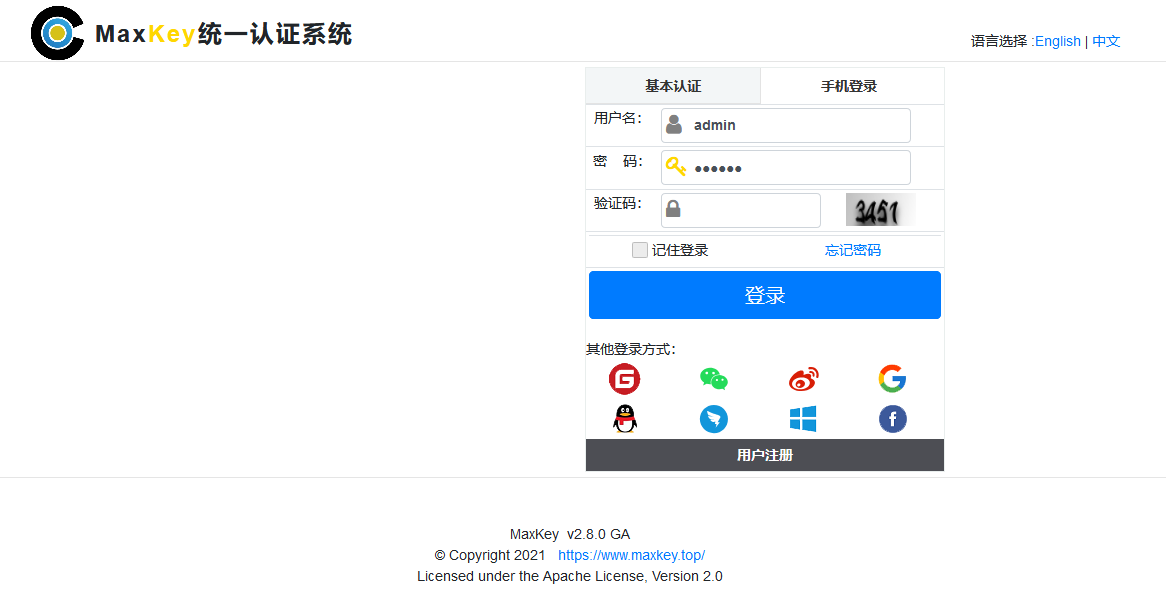 MaxKey统一认证系统
语言选择 :English | 中文
基本认证 手机登录
用户名： admin
密 码： ••••••
验证码： 3451
记住登录 忘记密码
登录
其他登录方式：
用户注册
MaxKey v2.8.0 GA
© Copyright 2021 https://www.maxkey.top/
Licensed under the Apache License, Version 2.0